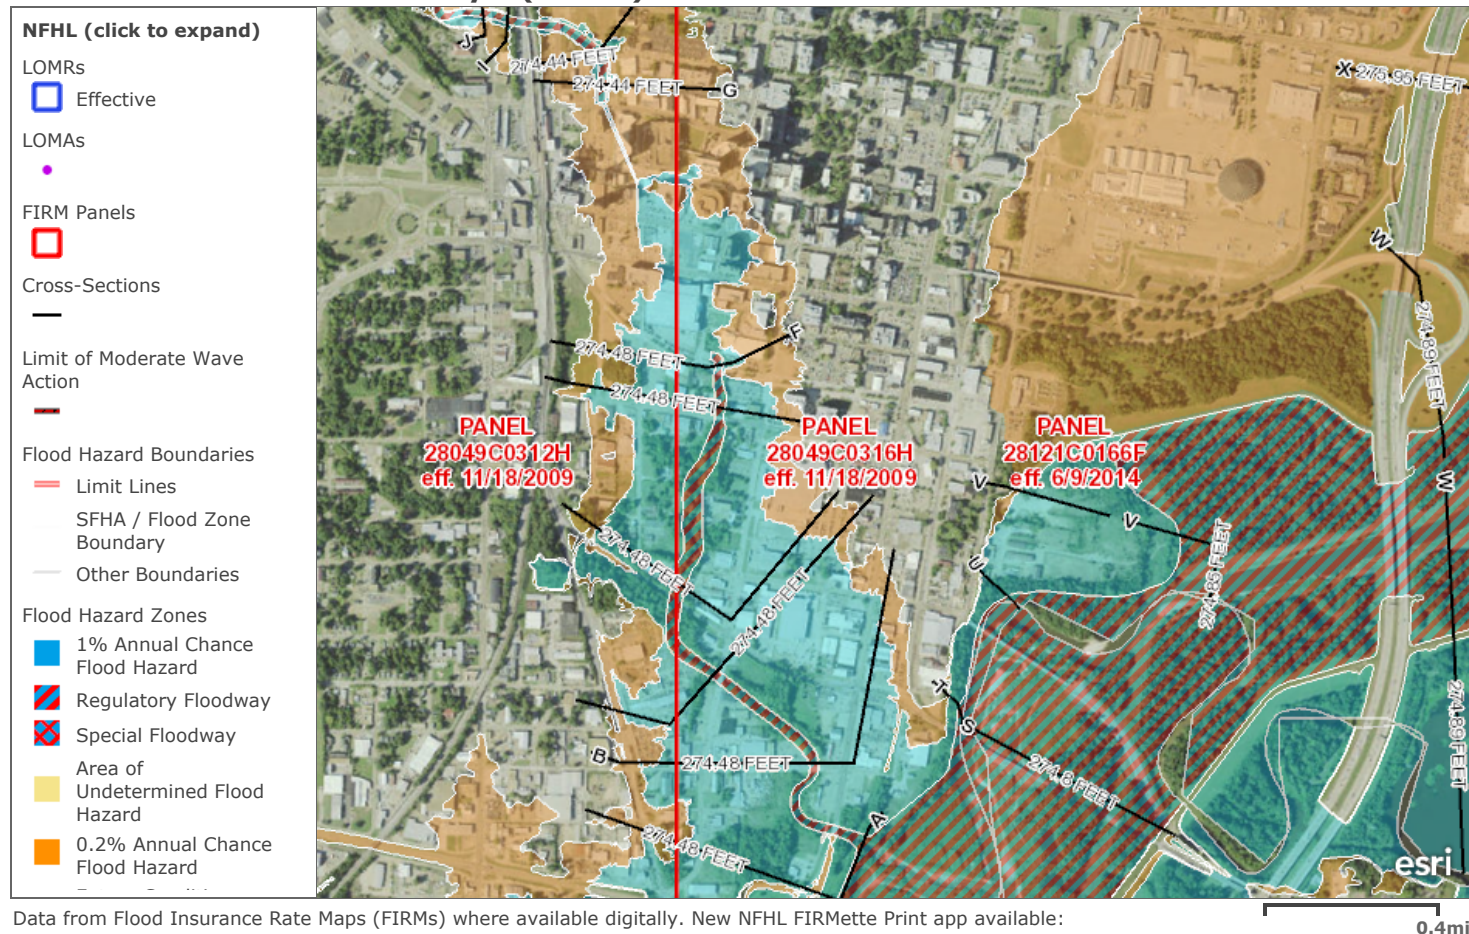 NFHL (click to expand)
LOMRs
Effective
LOMAs
FIRM Panels
Cross-Sections
Limit of Moderate Wave
Action
Flood Hazard Boundaries
Limit Lines
SFHA / Flood Zone
Boundary
Other Boundaries
Flood Hazard Zones
1% Annual Chance
Flood Hazard
Regulatory Floodway
Special Floodway
Area of
Undetermined Flood
Hazard
0.2% Annual Chance
Flood Hazard
J
I
274.44 FEET
274.44 FEET
G
X
275.95 FEET
W
274.89 FEET
F
274.48 FEET
274.48 FEET
PANEL
28049C0312H
eff. 11/18/2009
PANEL
28049C0316H
eff. 11/18/2009
PANEL
28121C0166F
eff. 6/9/2014
V
V
W
274.85 FEET
274.48 FEET
U
274.48 FEET
T
S
274.8 FEET
274.89 FEET
B
274.48 FEET
A
274.48 FEET
esri
Data from Flood Insurance Rate Maps (FIRMs) where available digitally. New NFHL FIRMette Print app available:
0.4mi